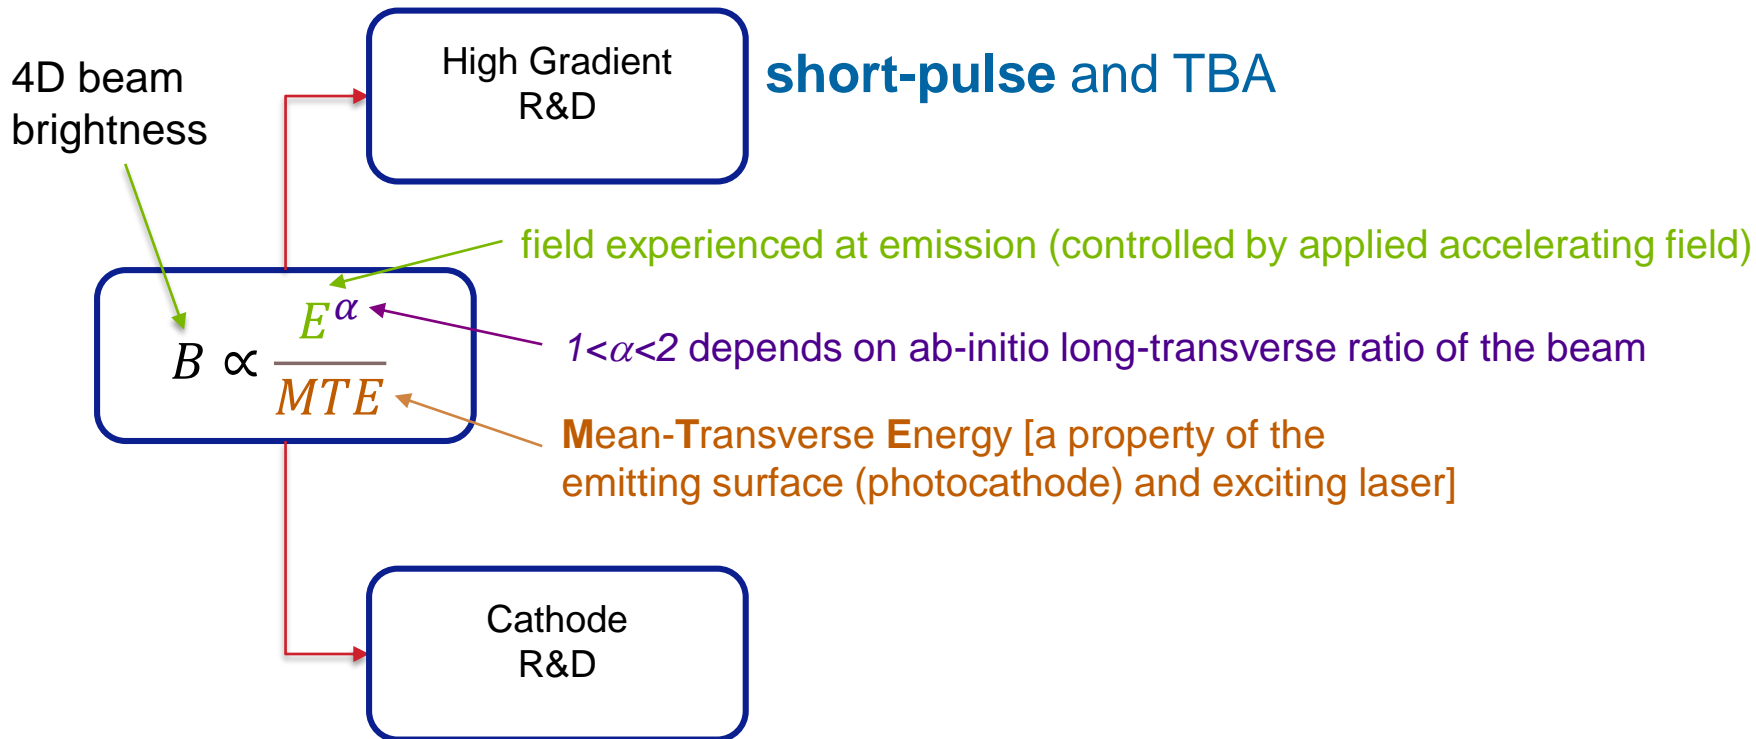 4D beam
brightness
High Gradient
R&D
short-pulse and TBA
field experienced at emission (controlled by applied accelerating field)
B ∝ E^α / MTE
1<α<2 depends on ab-initio long-transverse ratio of the beam
Mean-Transverse Energy [a property of the
emitting surface (photocathode) and exciting laser]
Cathode
R&D